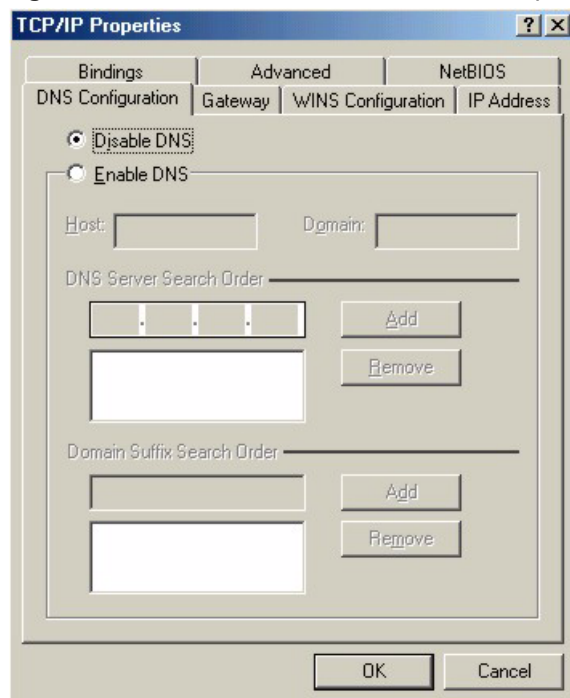 TCP/IP Properties ? ×
Bindings Advanced NetBIOS
DNS Configuration Gateway WINS Configuration IP Address
Disable DNS
Enable DNS
Host: Domain:
DNS Server Search Order
. . . Add
Remove
Domain Suffix Search Order
Add
Remove
OK Cancel